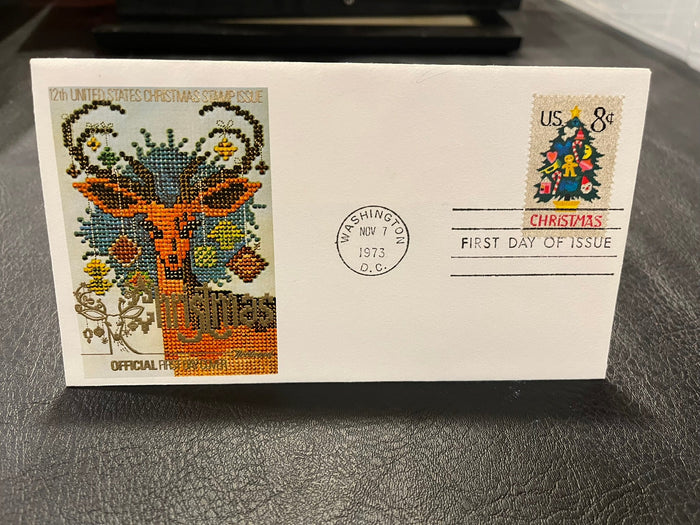 12th UNITED STATES CHRISTMAS STAMP ISSUE
Christmas
OFFICIAL FIRST DAY COVER
WASHINGTON
NOV 7
1973
D.C.
U.S. 8¢
CHRISTMAS
FIRST DAY OF ISSUE